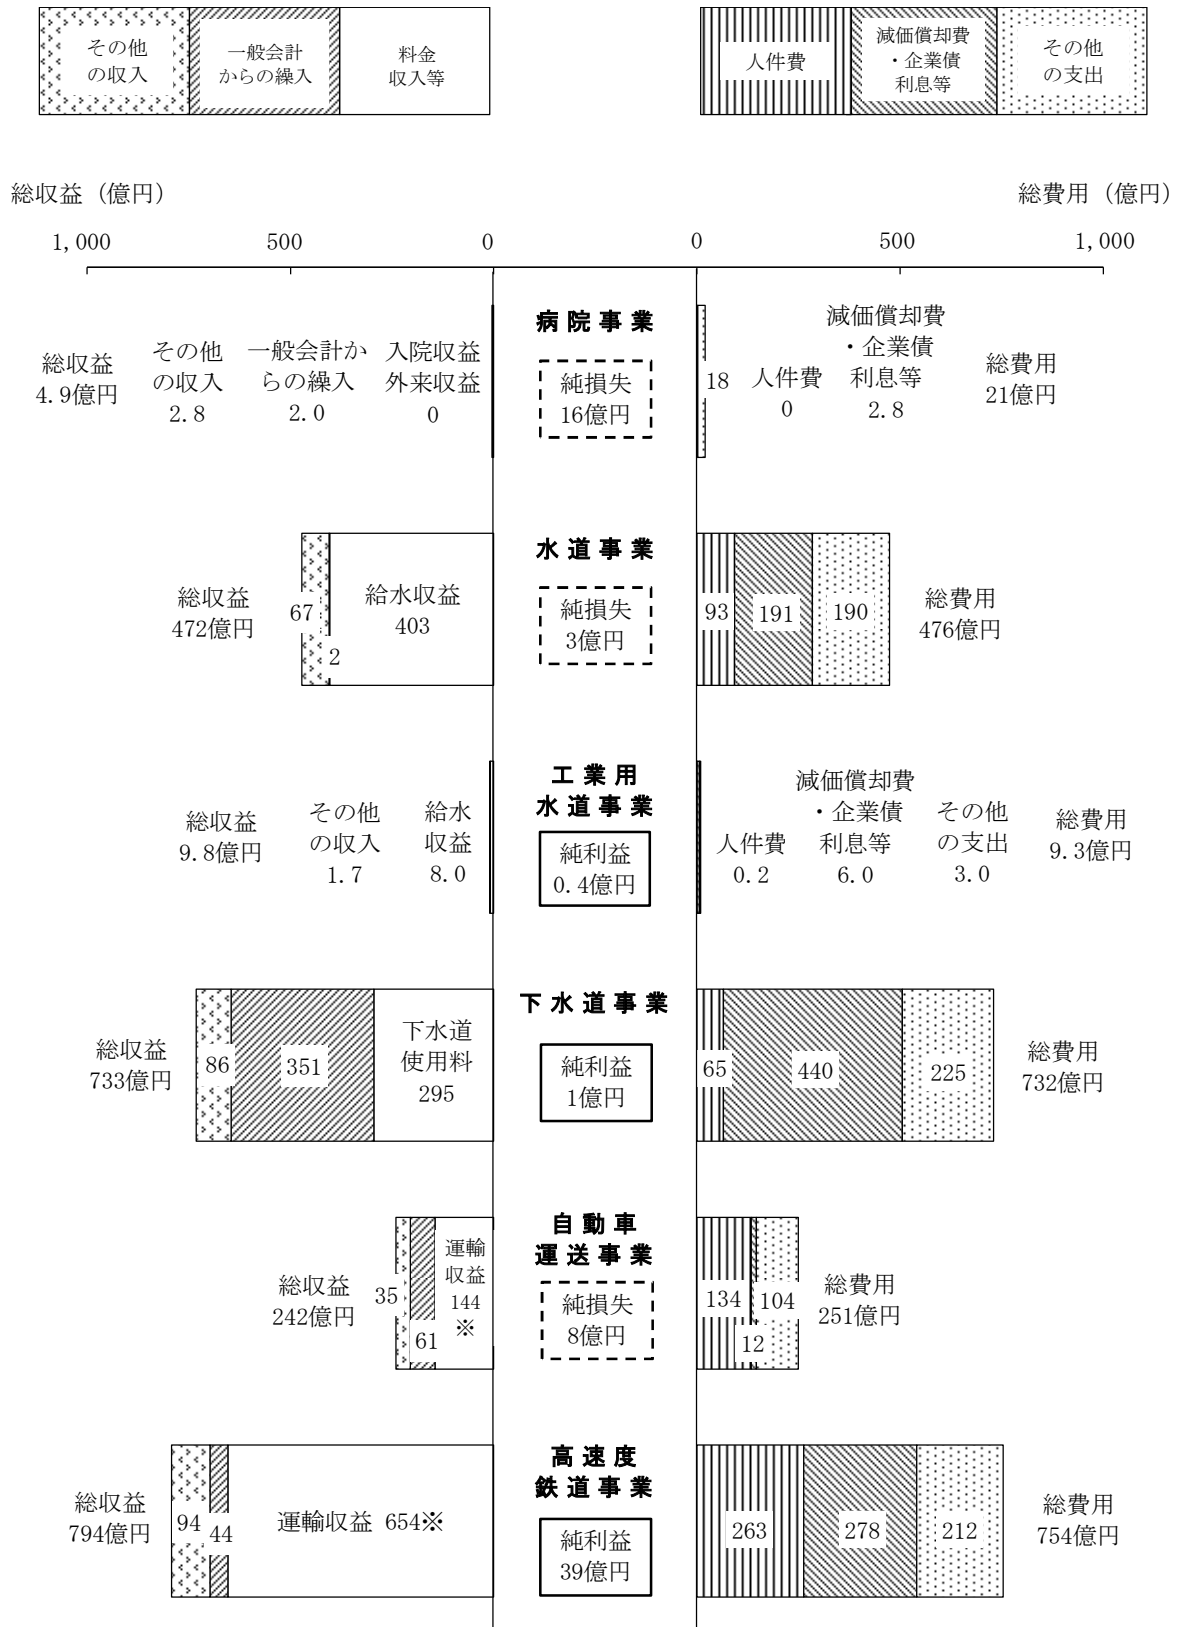 その他
の収入
一般会計
からの繰入
料金
収入等
人件費
減価償却費
・企業債
利息等
その他
の支出
総収益（億円）
総費用（億円）
1,000
500
0
0
500
1,000
病院事業
純損失
16億円
総収益
4.9億円
その他
の収入
2.8
一般会計か
らの繰入
2.0
入院収益
外来収益
0
18
人件費
0
減価償却費
・企業債
利息等
2.8
総費用
21億円
水道事業
純損失
3億円
総収益
472億円
67
2
給水収益
403
93
191
190
総費用
476億円
工業用
水道事業
純利益
0.4億円
総収益
9.8億円
その他
の収入
1.7
給水
収益
8.0
人件費
0.2
減価償却費
・企業債
利息等
6.0
その他
の支出
3.0
総費用
9.3億円
下水道事業
純利益
1億円
総収益
733億円
86
351
下水道
使用料
295
65
440
225
総費用
732億円
自動車
運送事業
純損失
8億円
総収益
242億円
35
61
運輸
収益
144
※
134
12
104
総費用
251億円
高速度
鉄道事業
純利益
39億円
総収益
794億円
94
44
運輸収益 654※
263
278
212
総費用
754億円